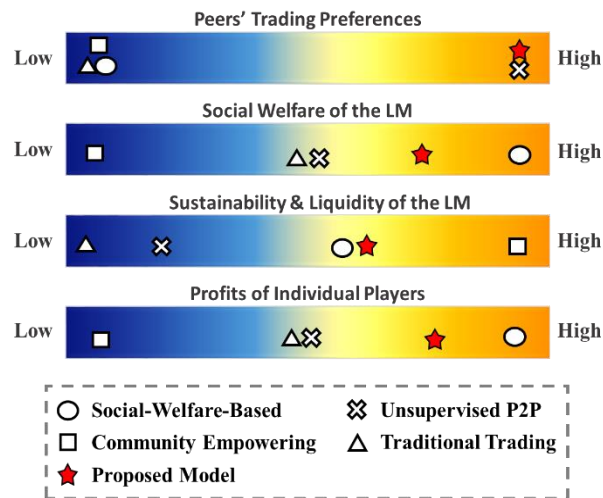 Peers’ Trading Preferences
Low High
Social Welfare of the LM
Low High
Sustainability & Liquidity of the LM
Low High
Profits of Individual Players
Low High
Social-Welfare-Based Unsupervised P2P
Community Empowering Traditional Trading
Proposed Model